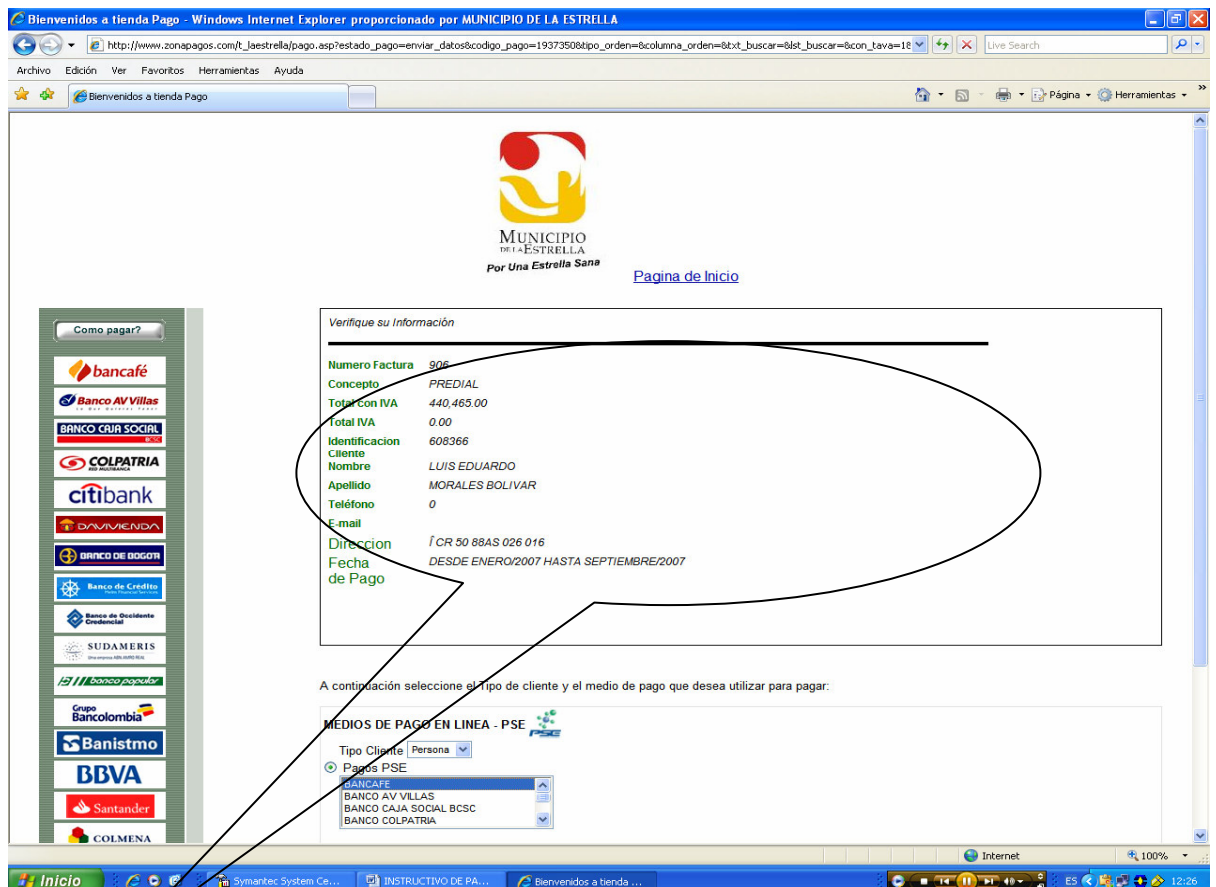 Bienvenidos a tienda Pago - Windows Internet Explorer proporcionado por MUNICIPIO DE LA ESTRELLA
http://www.zonapagos.com/t_laestrella/pago.asp?estado_pago=enviar_datos&codigo_pago=1937350&tipo_orden=&columna_orden=&txt_buscar=&lst_buscar=&con_tava=18
Live Search
Archivo Edición Ver Favoritos Herramientas Ayuda
Bienvenidos a tienda Pago
Página Herramientas
MUNICIPIO
DE LA ESTRELLA
Por Una Estrella Sana
Pagina de Inicio
Como pagar?
bancafé
Banco AV Villas
BANCO CAJA SOCIAL
BCSC
COLPATRIA
RED MULTIBANCA
citibank
DAVIVIENDA
BANCO DE BOGOTA
Banco de Crédito
Banco de Occidente
Credencial
SUDAMERIS
banco popular
Grupo
Bancolombia
Banistmo
BBVA
Santander
COLMENA
Verifique su Información
Numero Factura 906
Concepto PREDIAL
Total con IVA 440,465.00
Total IVA 0.00
Identificacion 608366
Cliente
Nombre LUIS EDUARDO
Apellido MORALES BOLIVAR
Teléfono 0
E-mail
Direccion Í CR 50 88AS 026 016
Fecha DESDE ENERO/2007 HASTA SEPTIEMBRE/2007
de Pago
A continuación seleccione el Tipo de cliente y el medio de pago que desea utilizar para pagar:
MEDIOS DE PAGO EN LINEA - PSE
PSE
Tipo Cliente Persona
Pagos PSE
BANCAFE
BANCO AV VILLAS
BANCO CAJA SOCIAL BCSC
BANCO COLPATRIA
Internet 100%
Inicio
Symantec System Ce...
INSTRUCTIVO DE PA...
Bienvenidos a tienda ...
ES
12:26